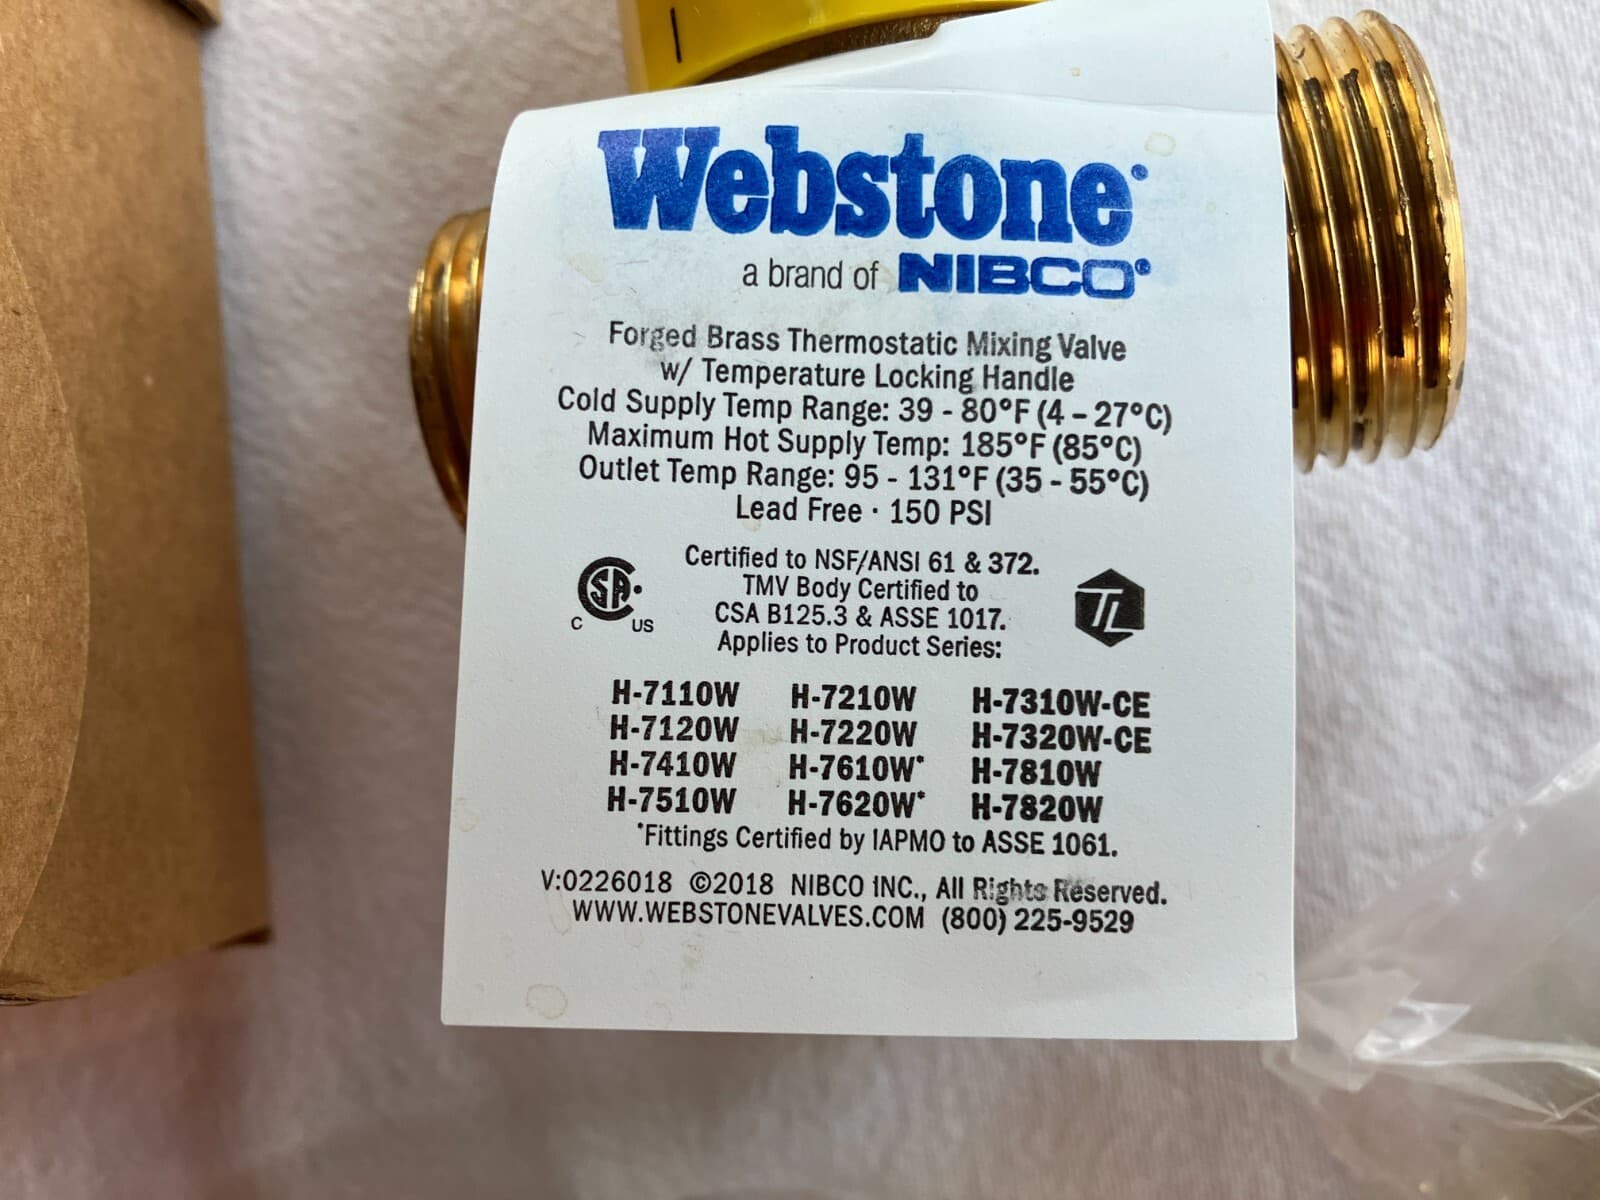 Webstone®
a brand of NIBCO®
Forged Brass Thermostatic Mixing Valve
w/ Temperature Locking Handle
Cold Supply Temp Range: 39 - 80°F (4 – 27°C)
Maximum Hot Supply Temp: 185°F (85°C)
Outlet Temp Range: 95 - 131°F (35 - 55°C)
Lead Free · 150 PSI
Certified to NSF/ANSI 61 & 372.
TMV Body Certified to
CSA B125.3 & ASSE 1017.
Applies to Product Series:
C SA US
TL
H-7110W H-7210W H-7310W-CE
H-7120W H-7220W H-7320W-CE
H-7410W H-7610W* H-7810W
H-7510W H-7620W* H-7820W
*Fittings Certified by IAPMO to ASSE 1061.
V:0226018 ©2018 NIBCO INC., All Rights Reserved.
WWW.WEBSTONEVALVES.COM (800) 225-9529